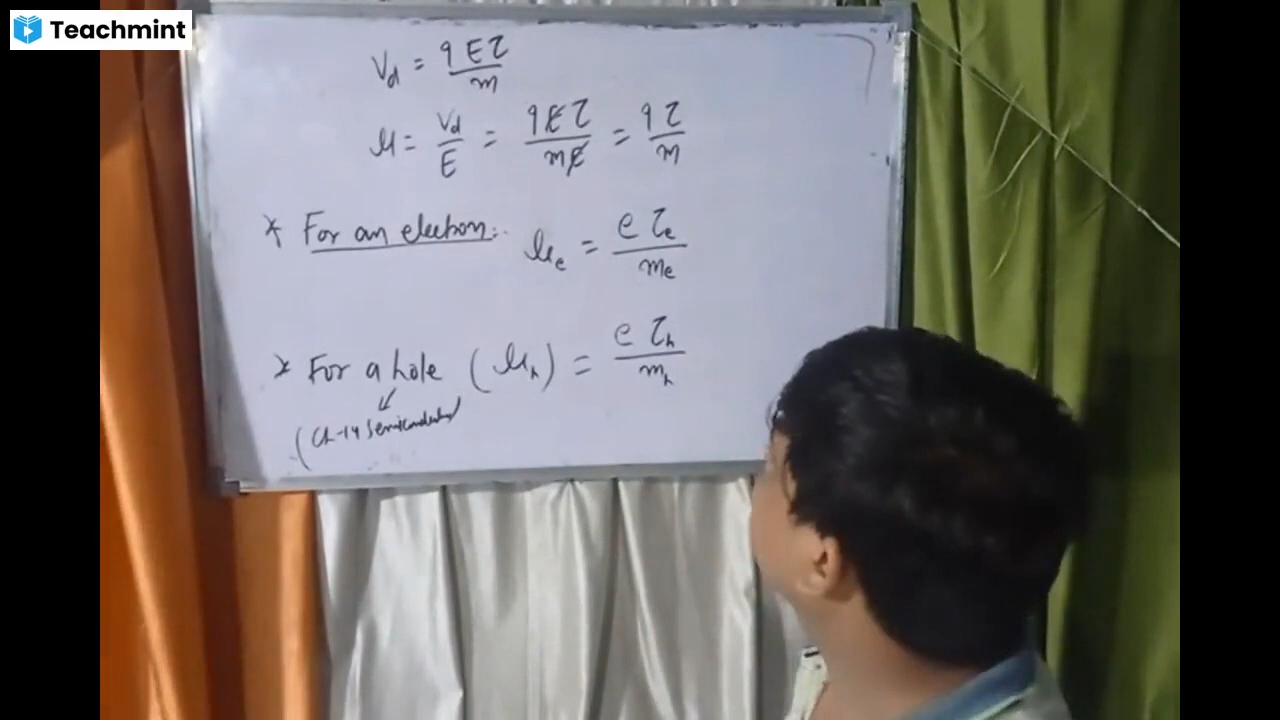 Teachmint
Vd = qEτ/m
μ = Vd/E = qEτ/mE = qτ/m
* For an electron:. μe = eτe/me
* For a hole (μh) = eτh/mh
(Ch-14 Semiconductor